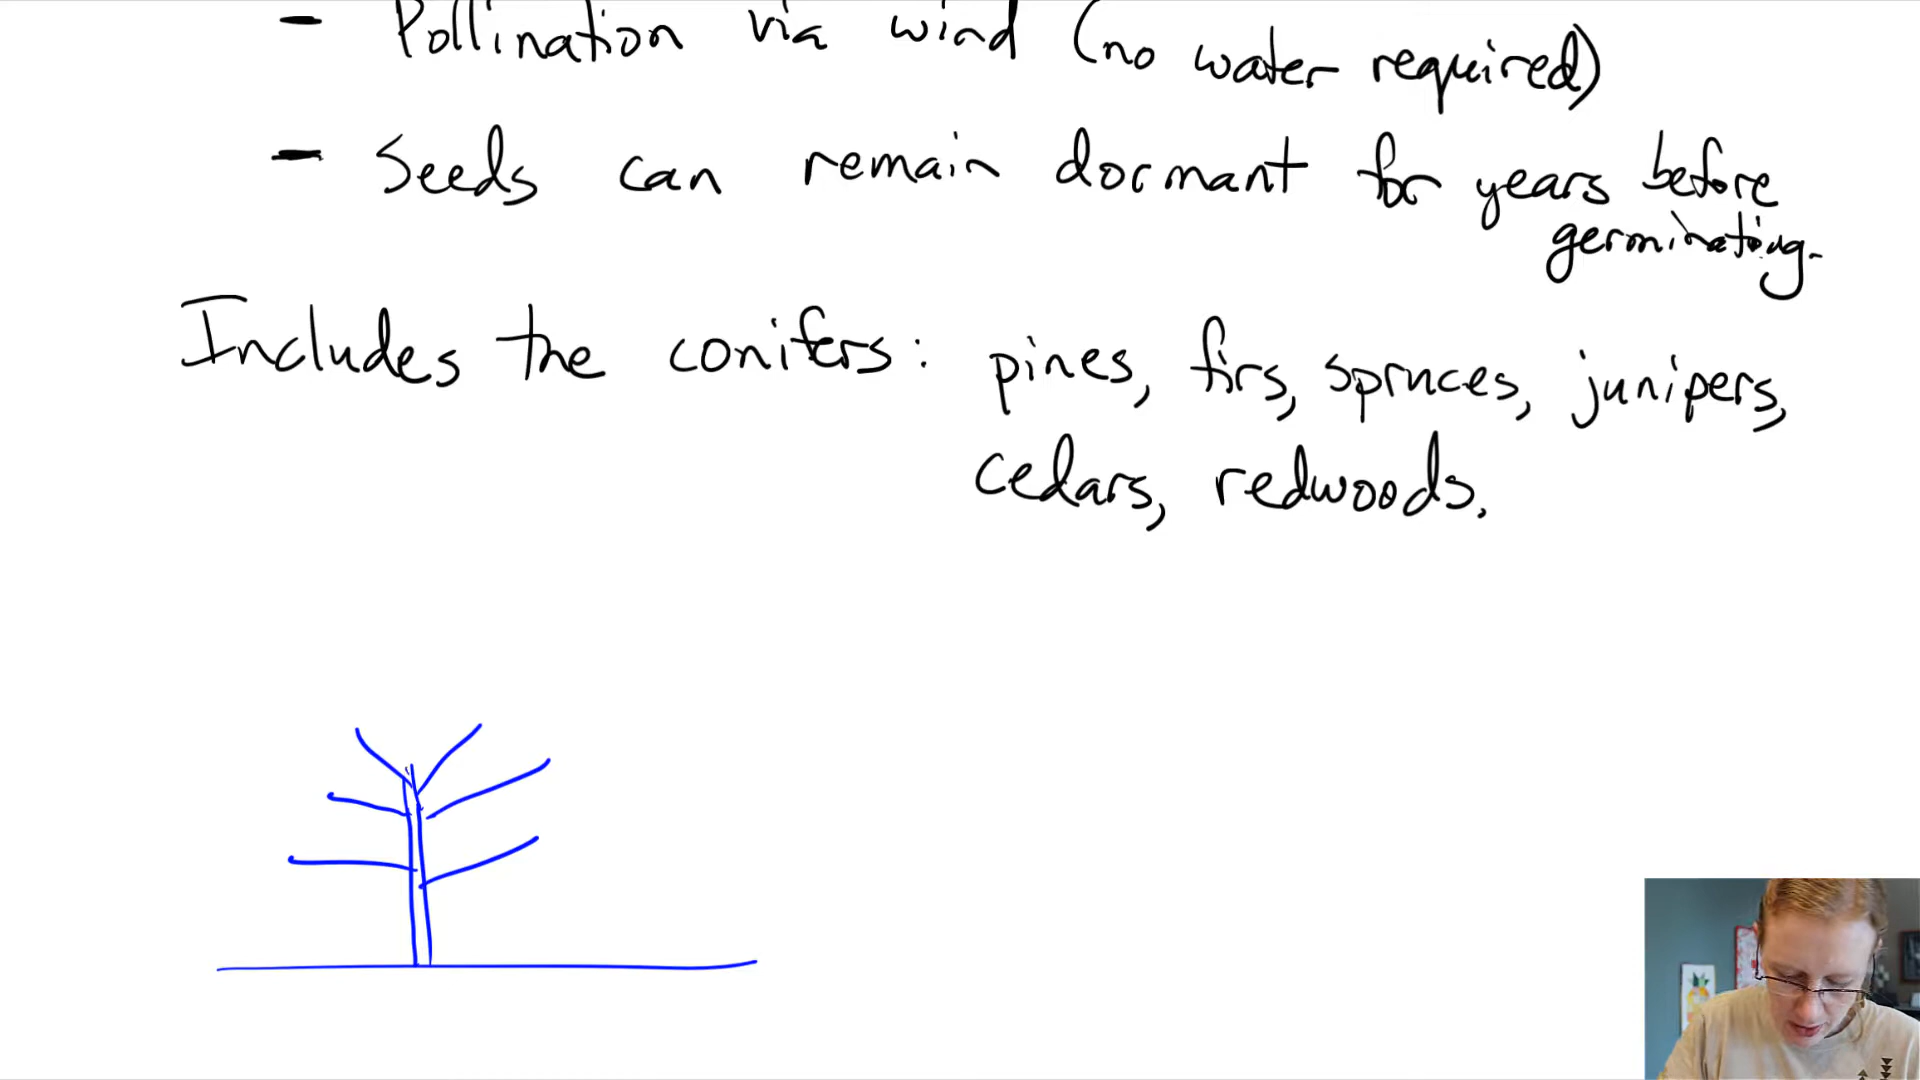 - Pollination via wind (no water required)
- Seeds can remain dormant for years before
germinating.
Includes the conifers: pines, firs, spruces, junipers,
cedars, redwoods.